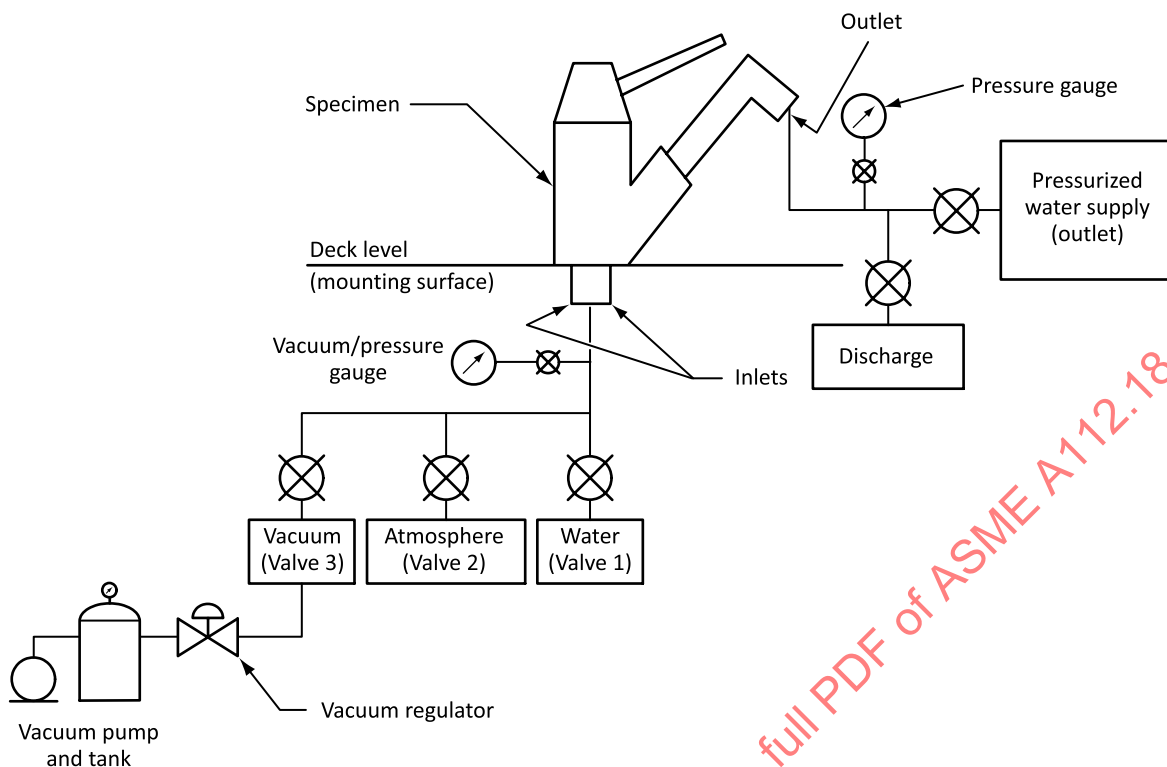 Outlet
Pressure gauge
Specimen
Pressurized
water supply
(outlet)
Deck level
(mounting surface)
Vacuum/pressure
gauge
Discharge
Inlets
Vacuum
(Valve 3)
Atmosphere
(Valve 2)
Water
(Valve 1)
Vacuum regulator
Vacuum pump
and tank
full PDF of ASME A112.18